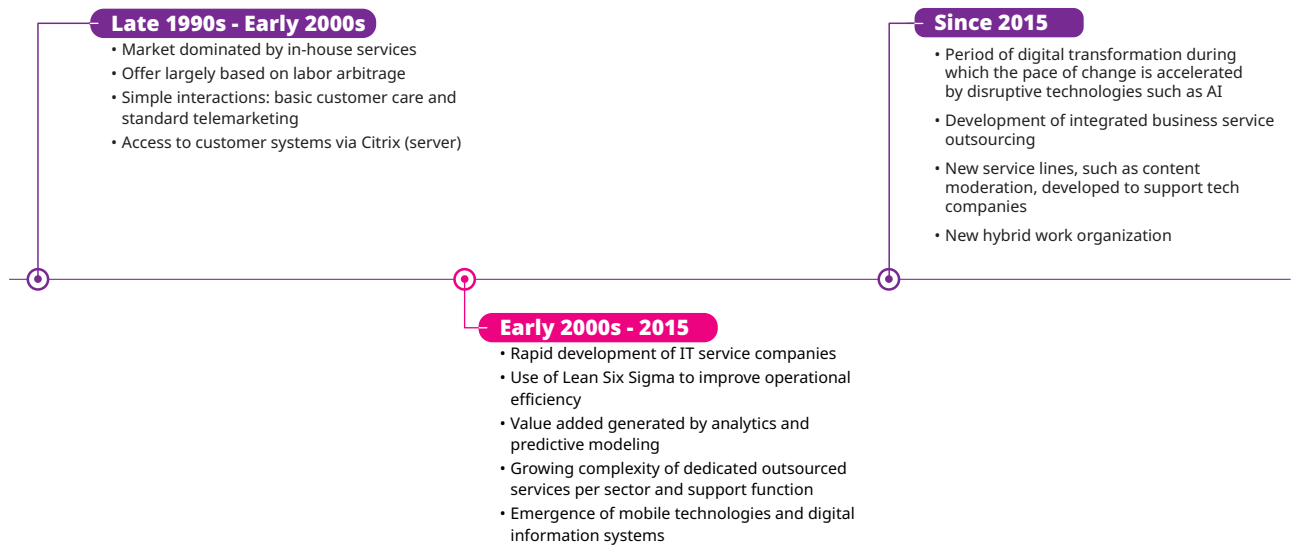 Late 1990s - Early 2000s
• Market dominated by in-house services
• Offer largely based on labor arbitrage
• Simple interactions: basic customer care and
standard telemarketing
• Access to customer systems via Citrix (server)
Early 2000s - 2015
• Rapid development of IT service companies
• Use of Lean Six Sigma to improve operational
efficiency
• Value added generated by analytics and
predictive modeling
• Growing complexity of dedicated outsourced
services per sector and support function
• Emergence of mobile technologies and digital
information systems
Since 2015
• Period of digital transformation during
which the pace of change is accelerated
by disruptive technologies such as AI
• Development of integrated business service
outsourcing
• New service lines, such as content
moderation, developed to support tech
companies
• New hybrid work organization